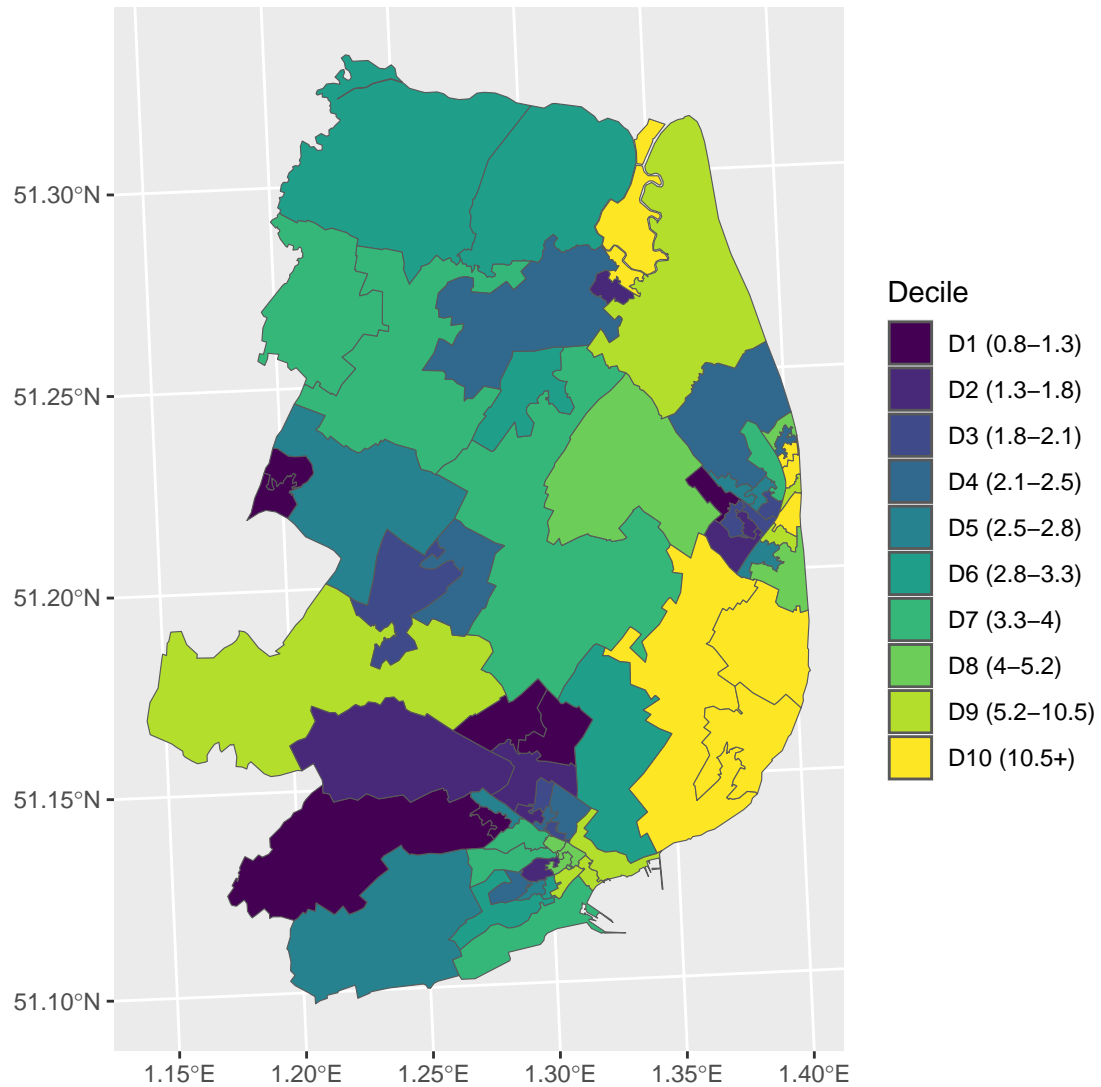 51.30°N
51.25°N
51.20°N
51.15°N
51.10°N
1.15°E
1.20°E
1.25°E
1.30°E
1.35°E
1.40°E
Decile
D1 (0.8–1.3)
D2 (1.3–1.8)
D3 (1.8–2.1)
D4 (2.1–2.5)
D5 (2.5–2.8)
D6 (2.8–3.3)
D7 (3.3–4)
D8 (4–5.2)
D9 (5.2–10.5)
D10 (10.5+)